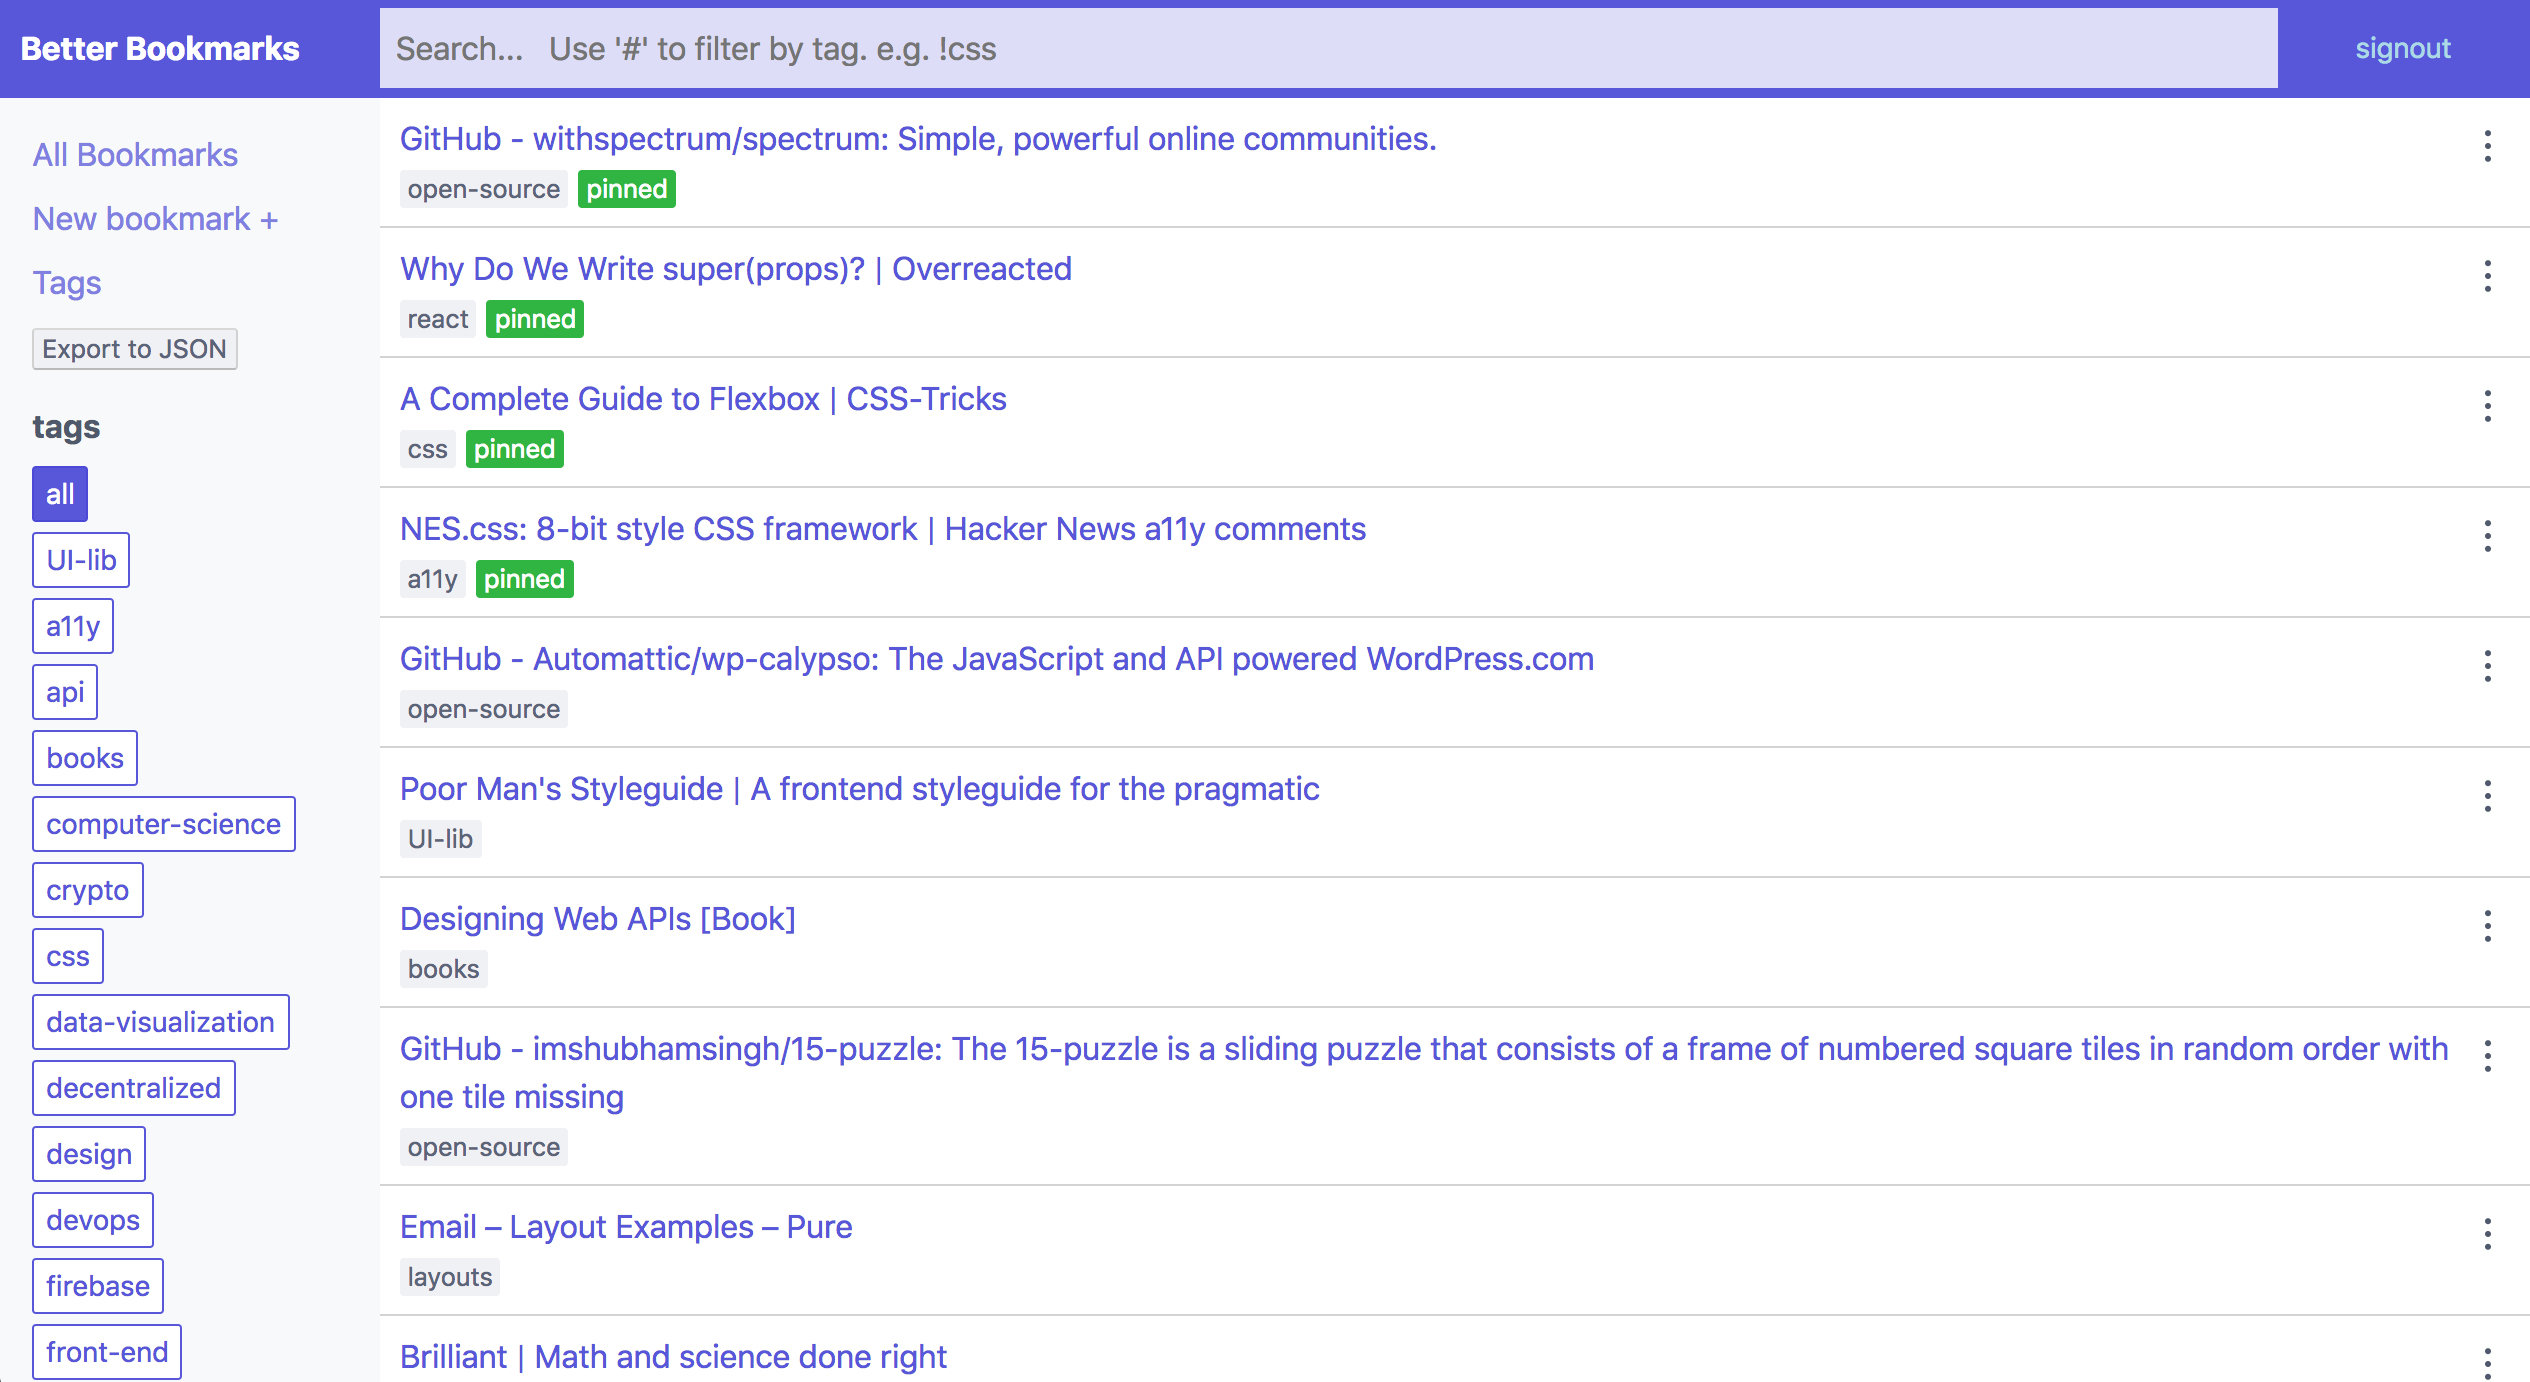 Better Bookmarks
Search... Use '#' to filter by tag. e.g. !css
signout
All Bookmarks
New bookmark +
Tags
Export to JSON
tags
all
UI-lib
a11y
api
books
computer-science
crypto
css
data-visualization
decentralized
design
devops
firebase
front-end
GitHub - withspectrum/spectrum: Simple, powerful online communities.
open-source pinned
Why Do We Write super(props)? | Overreacted
react pinned
A Complete Guide to Flexbox | CSS-Tricks
css pinned
NES.css: 8-bit style CSS framework | Hacker News a11y comments
a11y pinned
GitHub - Automattic/wp-calypso: The JavaScript and API powered WordPress.com
open-source
Poor Man's Styleguide | A frontend styleguide for the pragmatic
UI-lib
Designing Web APIs [Book]
books
GitHub - imshubhamsingh/15-puzzle: The 15-puzzle is a sliding puzzle that consists of a frame of numbered square tiles in random order with
one tile missing
open-source
Email – Layout Examples – Pure
layouts
Brilliant | Math and science done right